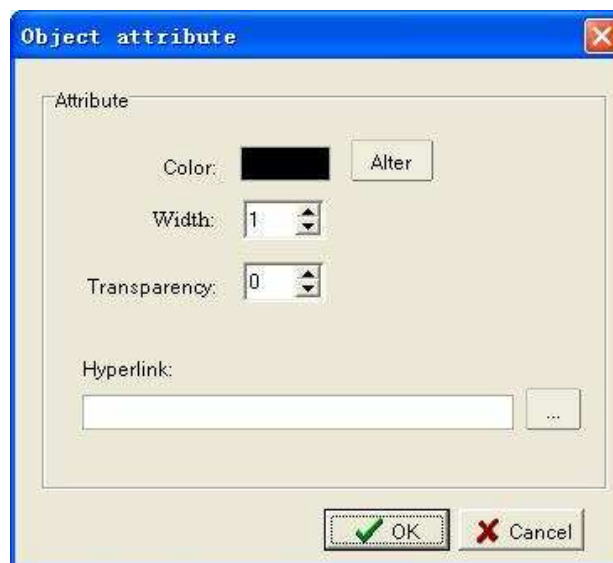 Object attribute
Attribute
Color:
Alter
Width:
1
Transparency:
0
Hyperlink:
...
OK
Cancel